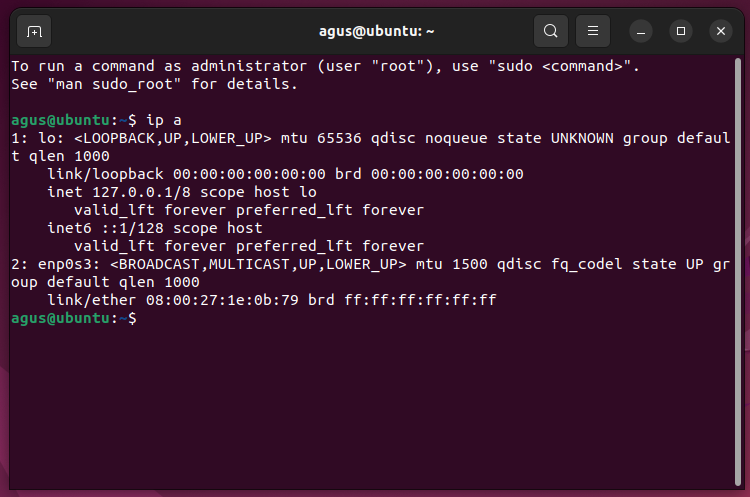 agus@ubuntu: ~
To run a command as administrator (user "root"), use "sudo <command>".
See "man sudo_root" for details.
agus@ubuntu:~$ ip a
1: lo: <LOOPBACK,UP,LOWER_UP> mtu 65536 qdisc noqueue state UNKNOWN group defaul
t qlen 1000
    link/loopback 00:00:00:00:00:00 brd 00:00:00:00:00:00
    inet 127.0.0.1/8 scope host lo
       valid_lft forever preferred_lft forever
    inet6 ::1/128 scope host
       valid_lft forever preferred_lft forever
2: enp0s3: <BROADCAST,MULTICAST,UP,LOWER_UP> mtu 1500 qdisc fq_codel state UP gr
oup default qlen 1000
    link/ether 08:00:27:1e:0b:79 brd ff:ff:ff:ff:ff:ff
agus@ubuntu:~$